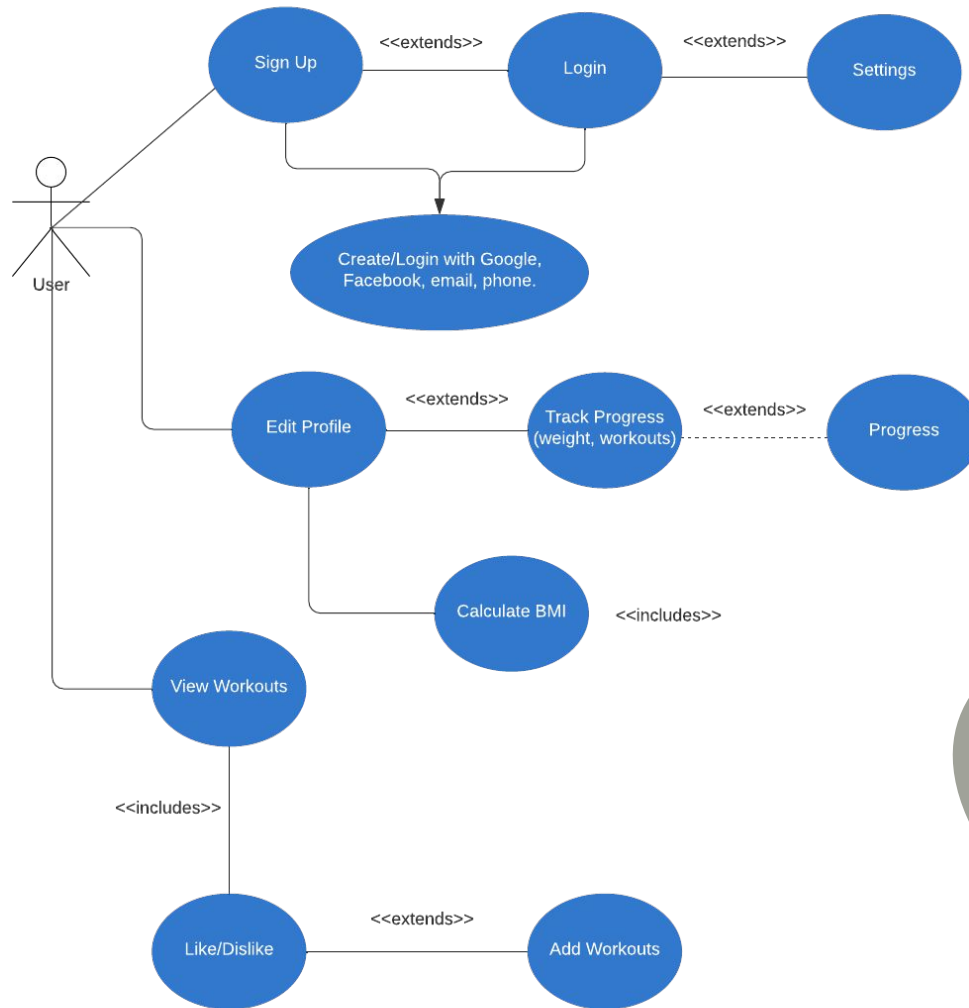 <<extends>>
<<extends>>
Sign Up
Login
Settings
Create/Login with Google,
Facebook, email, phone.
User
<<extends>>
<<extends>>
Edit Profile
Track Progress
(weight, workouts)
Progress
Calculate BMI
<<includes>>
View Workouts
<<includes>>
<<extends>>
Like/Dislike
Add Workouts